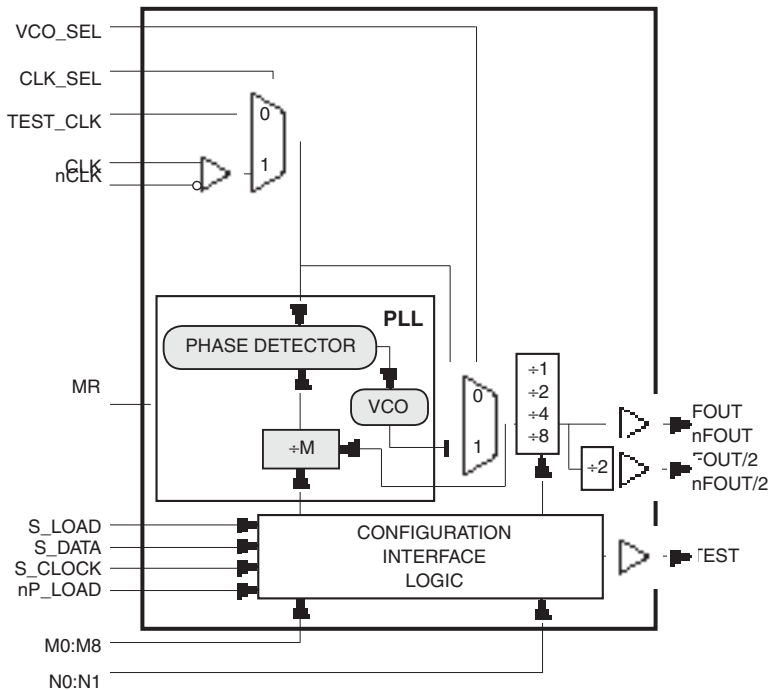 VCO_SEL
CLK_SEL
TEST_CLK
0
CLK
nCLK
1
PLL
PHASE DETECTOR
MR
VCO
0
1
÷1
÷2
÷4
÷8
÷M
÷2
FOUT
nFOUT
FOUT/2
nFOUT/2
S_LOAD
S_DATA
S_CLOCK
nP_LOAD
CONFIGURATION
INTERFACE
LOGIC
TEST
M0:M8
N0:N1